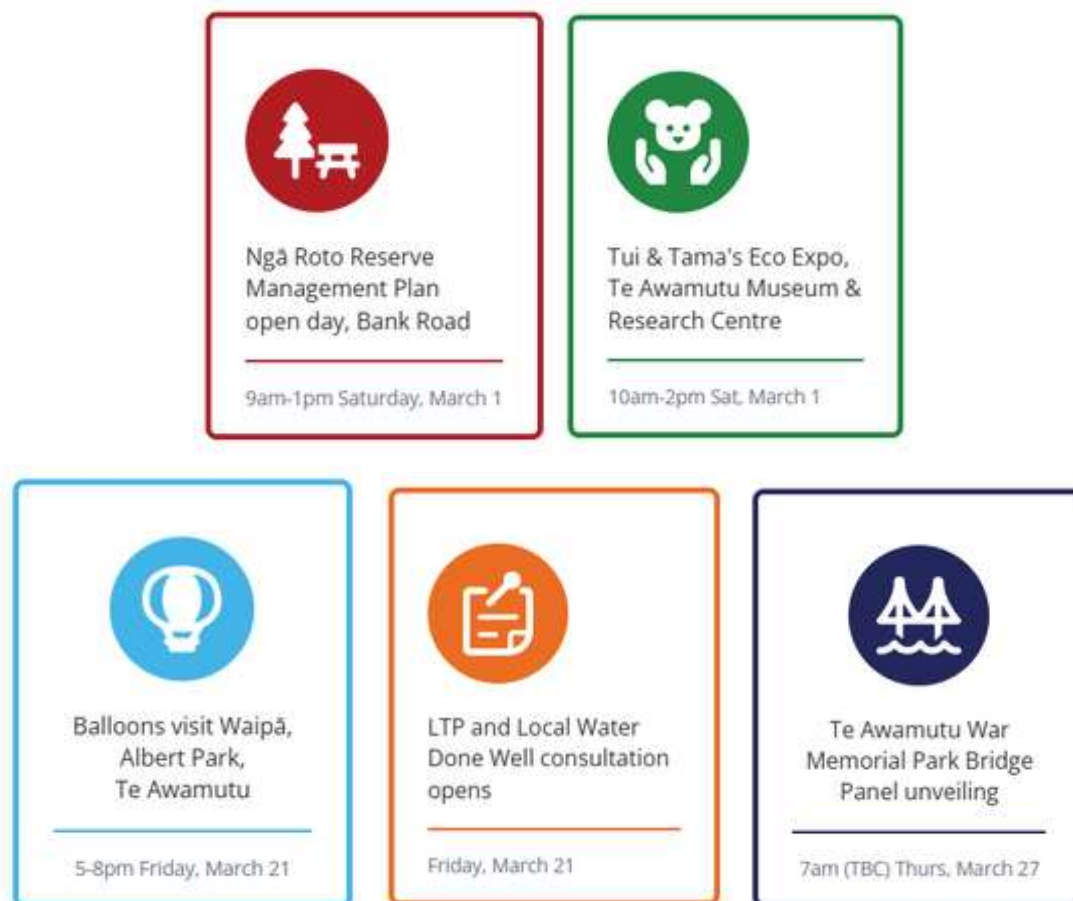 Ngā Roto Reserve
Management Plan
open day, Bank Road
9am-1pm Saturday, March 1
Tui & Tama's Eco Expo,
Te Awamutu Museum &
Research Centre
10am-2pm Sat, March 1
Balloons visit Waipā,
Albert Park,
Te Awamutu
5-8pm Friday, March 21
LTP and Local Water
Done Well consultation
opens
Friday, March 21
Te Awamutu War
Memorial Park Bridge
Panel unveiling
7am (TBC) Thurs, March 27